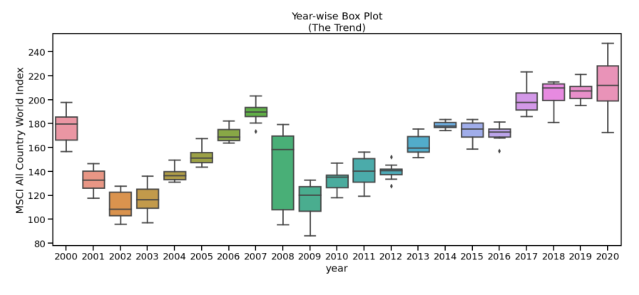 Year-wise Box Plot
(The Trend)
MSCI All Country World Index
240
220
200
180
160
140
120
100
80
2000 2001 2002 2003 2004 2005 2006 2007 2008 2009 2010 2011 2012 2013 2014 2015 2016 2017 2018 2019 2020
year